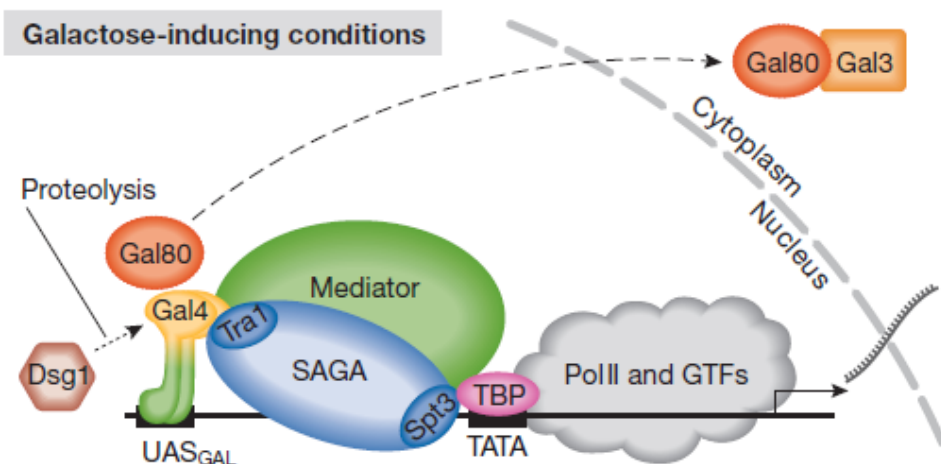 Galactose-inducing conditions
Gal80
Gal3
Cytoplasm
Nucleus
Proteolysis
Gal80
Mediator
Gal4
Tra1
Dsg1
SAGA
Spt3
TBP
PolII and GTFs
UASGAL
TATA